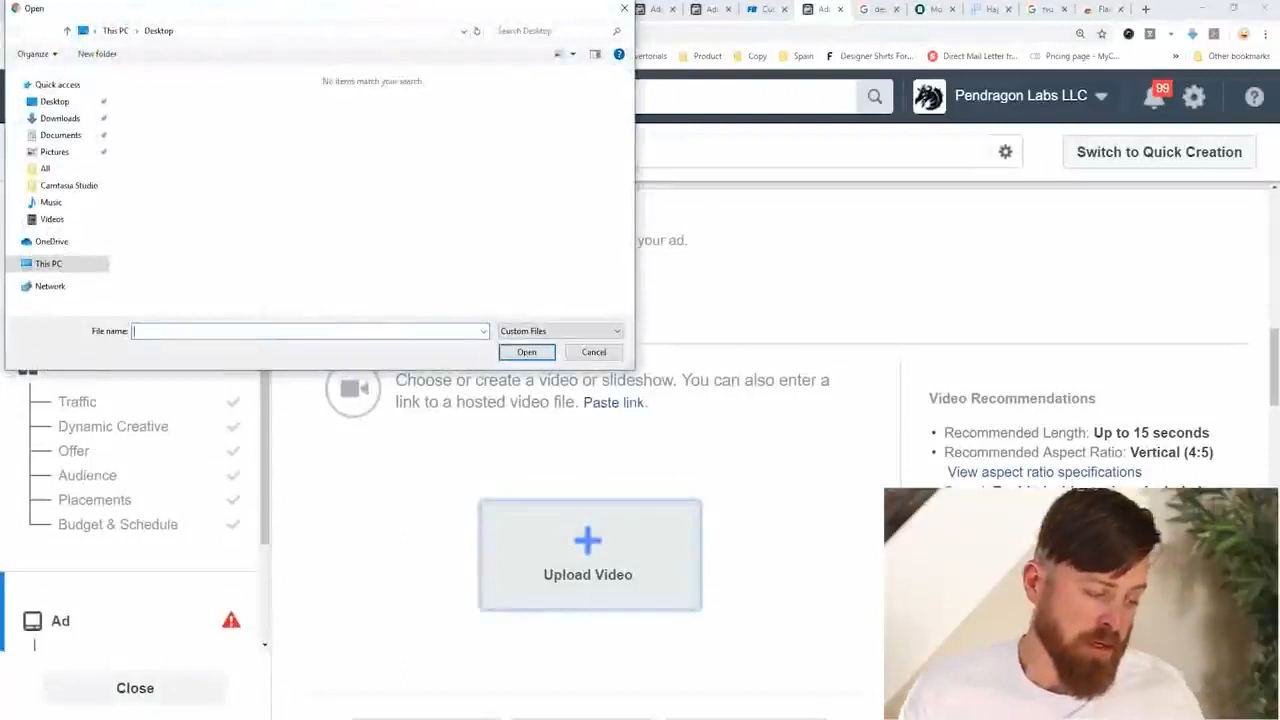 Open
This PC > Desktop
Search Desktop
Organize
New folder
No items match your search.
Quick access
Desktop
Downloads
Documents
Pictures
All
Camtasia Studio
Music
Videos
OneDrive
This PC
Network
File name:
Custom Files
Open
Cancel
Product
Copy
Spain
Designer Shirts For...
Direct Mail Letter fr...
Pricing page - MyC...
Other bookmarks
Pendragon Labs LLC
99
Switch to Quick Creation
your ad.
Choose or create a video or slideshow. You can also enter a
link to a hosted video file. Paste link.
Upload Video
Video Recommendations
• Recommended Length: Up to 15 seconds
• Recommended Aspect Ratio: Vertical (4:5)
View aspect ratio specifications
Traffic
Dynamic Creative
Offer
Audience
Placements
Budget & Schedule
Ad
Close